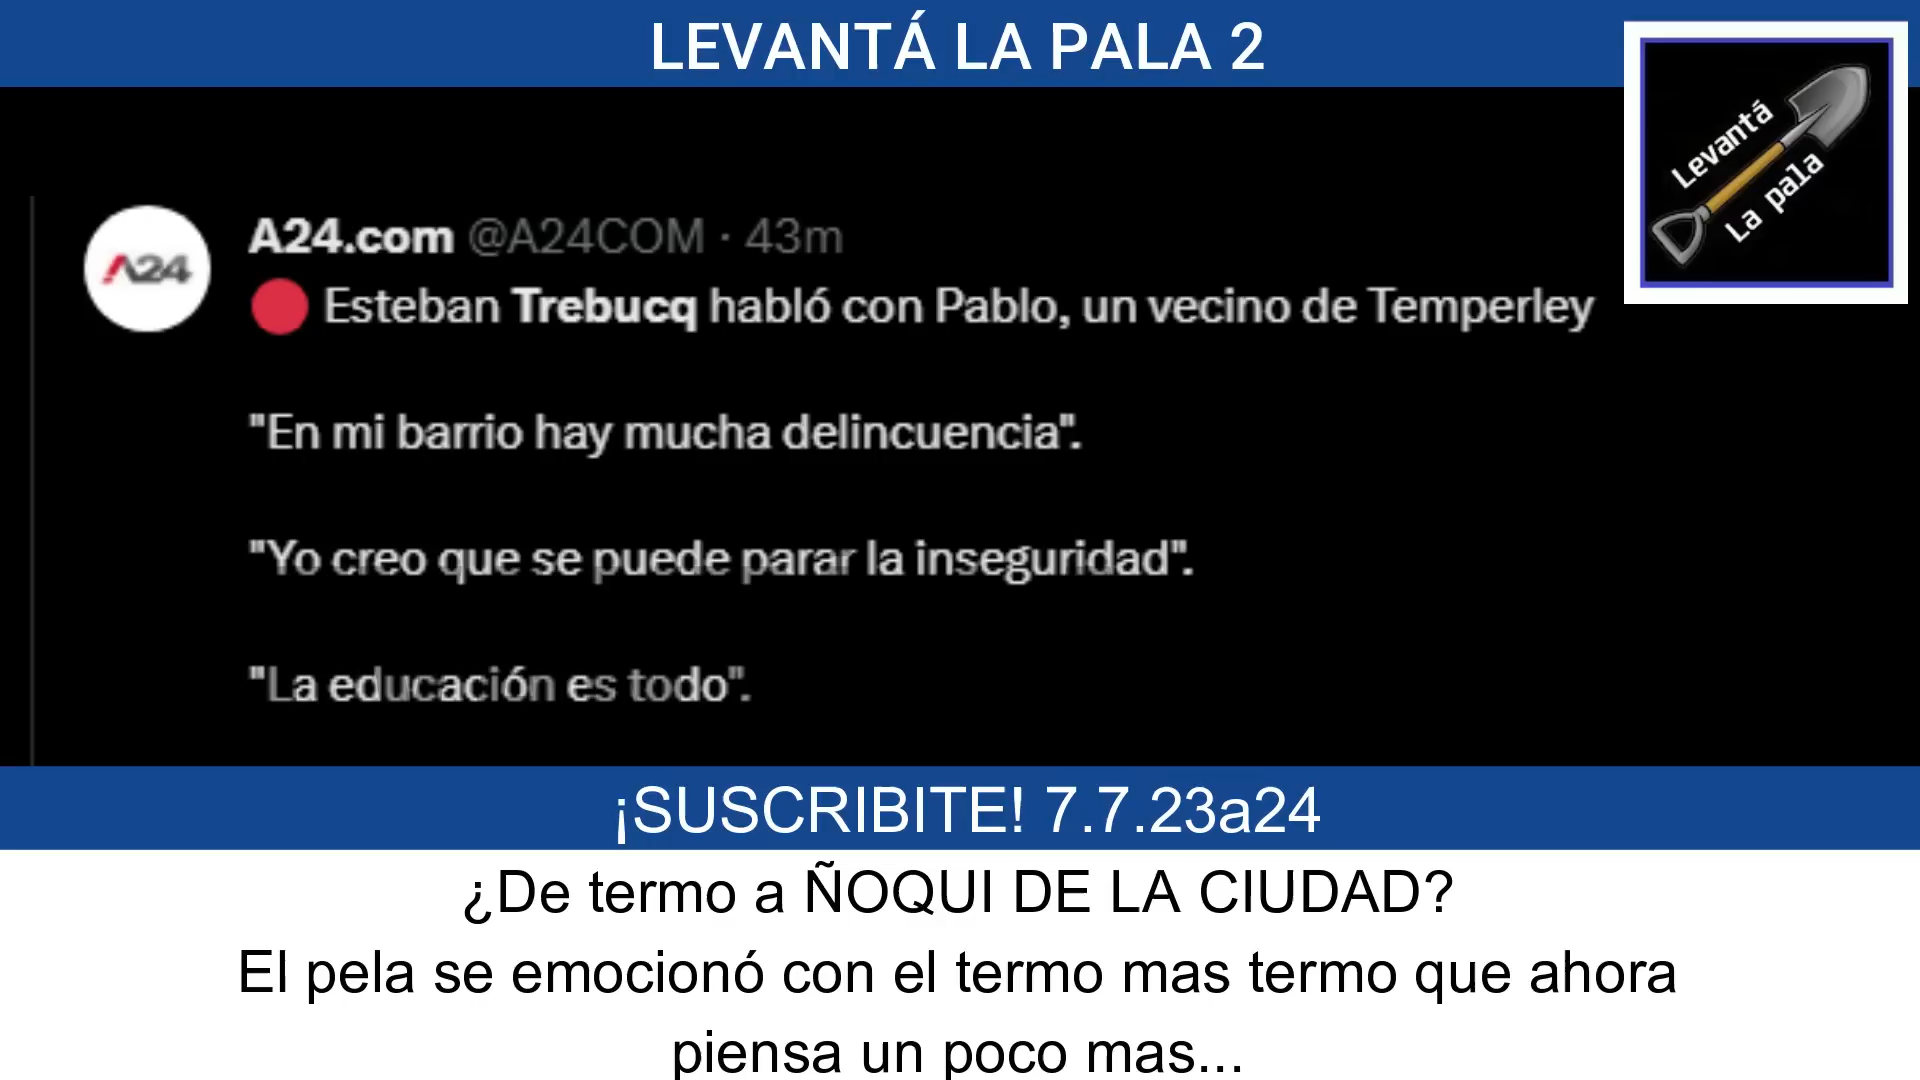 LEVANTÁ LA PALA 2
Levantá
La pala
A24
A24.com @A24COM · 43m
Esteban Trebucq habló con Pablo, un vecino de Temperley
"En mi barrio hay mucha delincuencia".
"Yo creo que se puede parar la inseguridad".
"La educación es todo".
¡SUSCRIBITE! 7.7.23a24
¿De termo a ÑOQUI DE LA CIUDAD?
El pela se emocionó con el termo mas termo que ahora
piensa un poco mas...